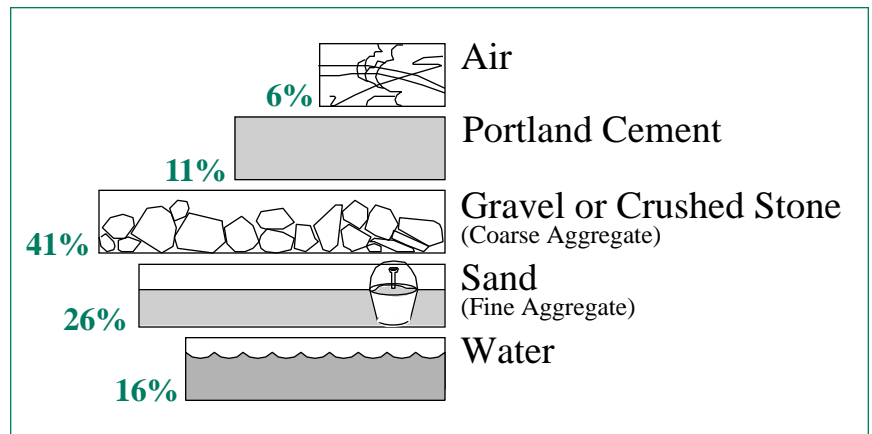 Air
6%
Portland Cement
11%
Gravel or Crushed Stone
(Coarse Aggregate)
41%
Sand
(Fine Aggregate)
26%
Water
16%